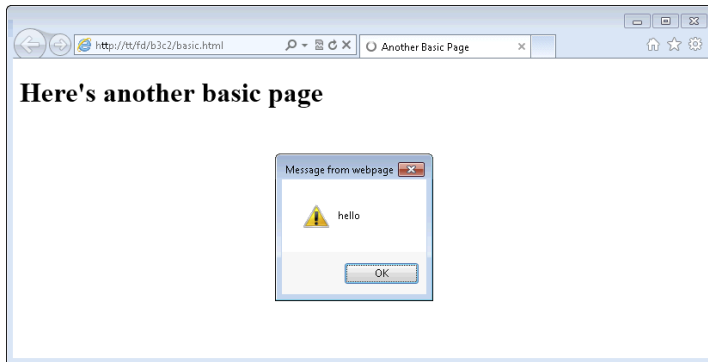 http://tt/fd/b3c2/basic.html
Another Basic Page
Here's another basic page
Message from webpage
hello
OK